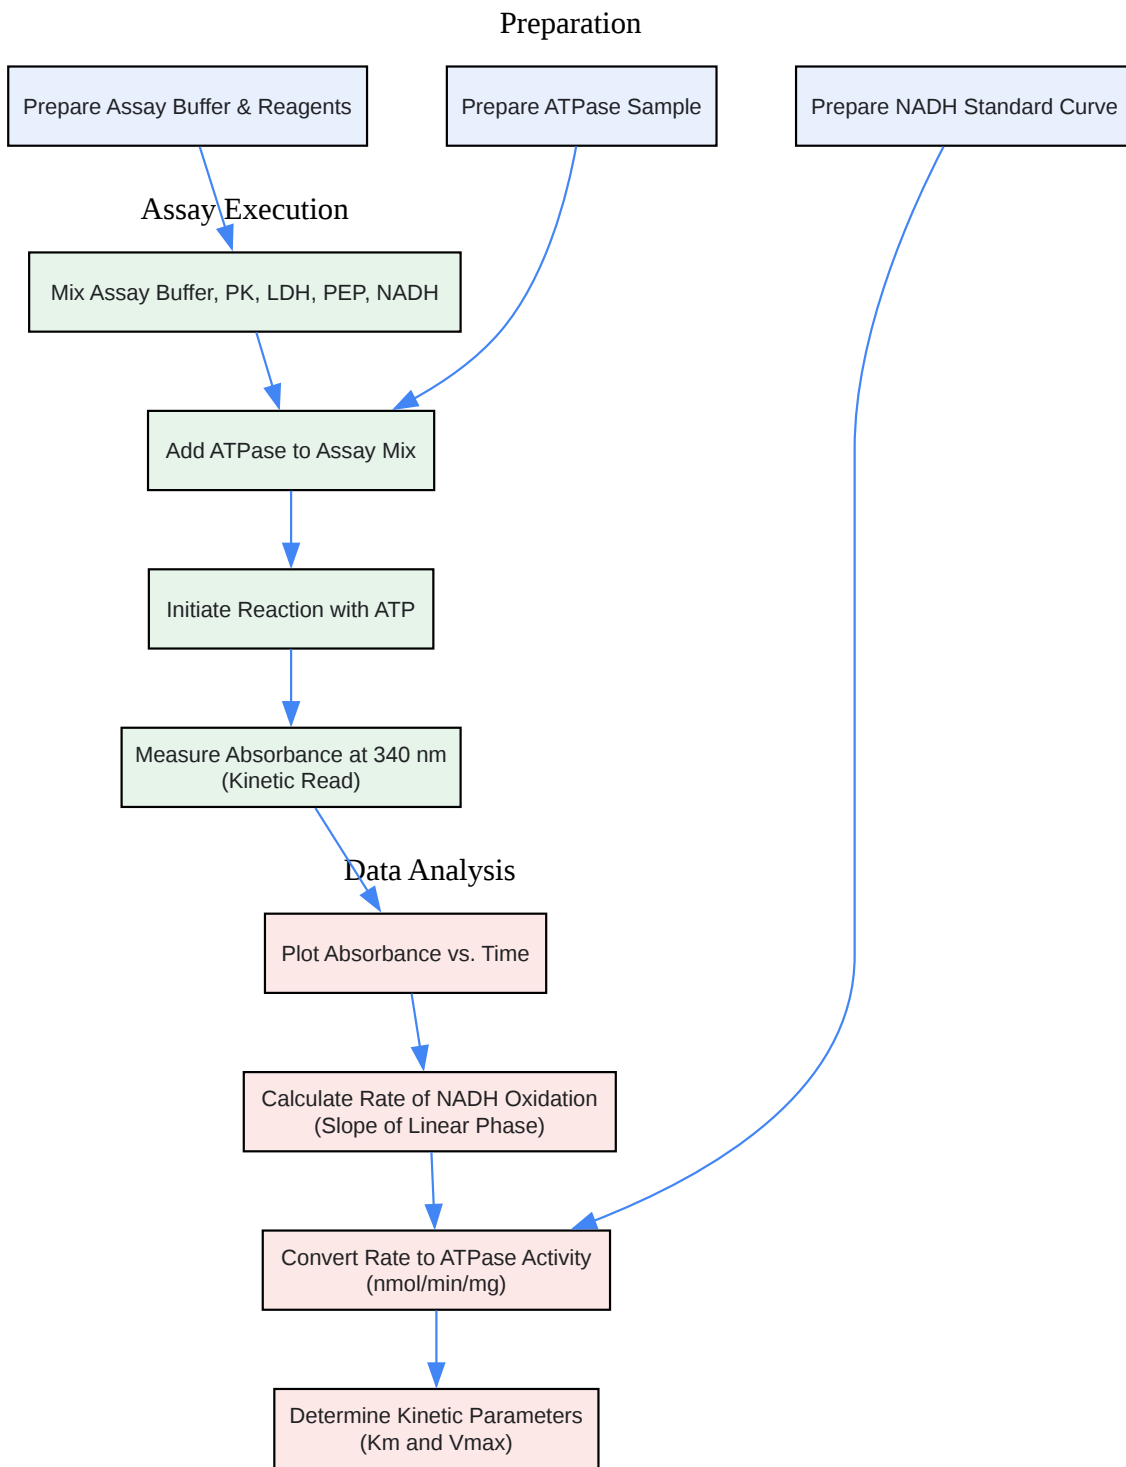 Preparation
Prepare Assay Buffer & Reagents
Prepare ATPase Sample
Prepare NADH Standard Curve
Assay Execution
Mix Assay Buffer, PK, LDH, PEP, NADH
Add ATPase to Assay Mix
Initiate Reaction with ATP
Measure Absorbance at 340 nm
(Kinetic Read)
Data Analysis
Plot Absorbance vs. Time
Calculate Rate of NADH Oxidation
(Slope of Linear Phase)
Convert Rate to ATPase Activity
(nmol/min/mg)
Determine Kinetic Parameters
(Km and Vmax)